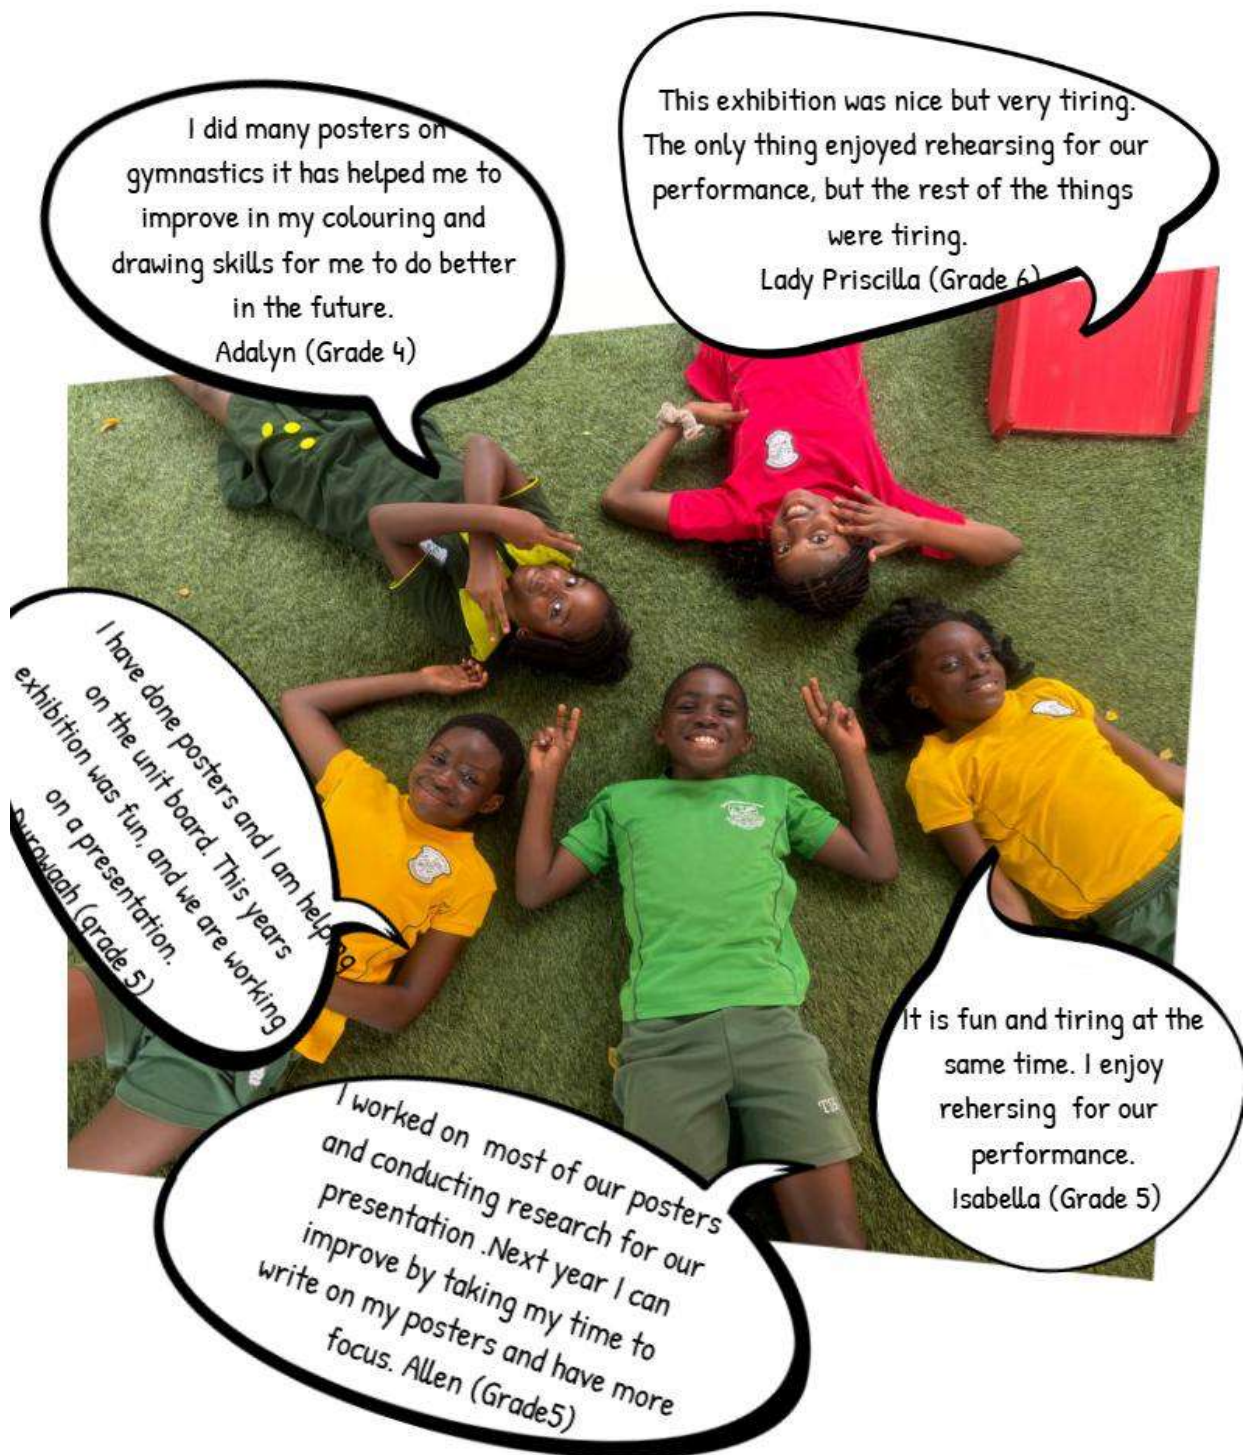 I did many posters on
gymnastics it has helped me to
improve in my colouring and
drawing skills for me to do better
in the future.
Adalyn (Grade 4)
This exhibition was nice but very tiring.
The only thing enjoyed rehearsing for our
performance, but the rest of the things
were tiring.
Lady Priscilla (Grade 6)
I have done posters and I am helping
on the unit board. This years
exhibition was fun, and we are working
on a presentation.
(grade 5)
I worked on most of our posters
and conducting research for our
presentation .Next year I can
improve by taking my time to
write on my posters and have more
focus. Allen (Grade5)
It is fun and tiring at the
same time. I enjoy
rehersing for our
performance.
Isabella (Grade 5)